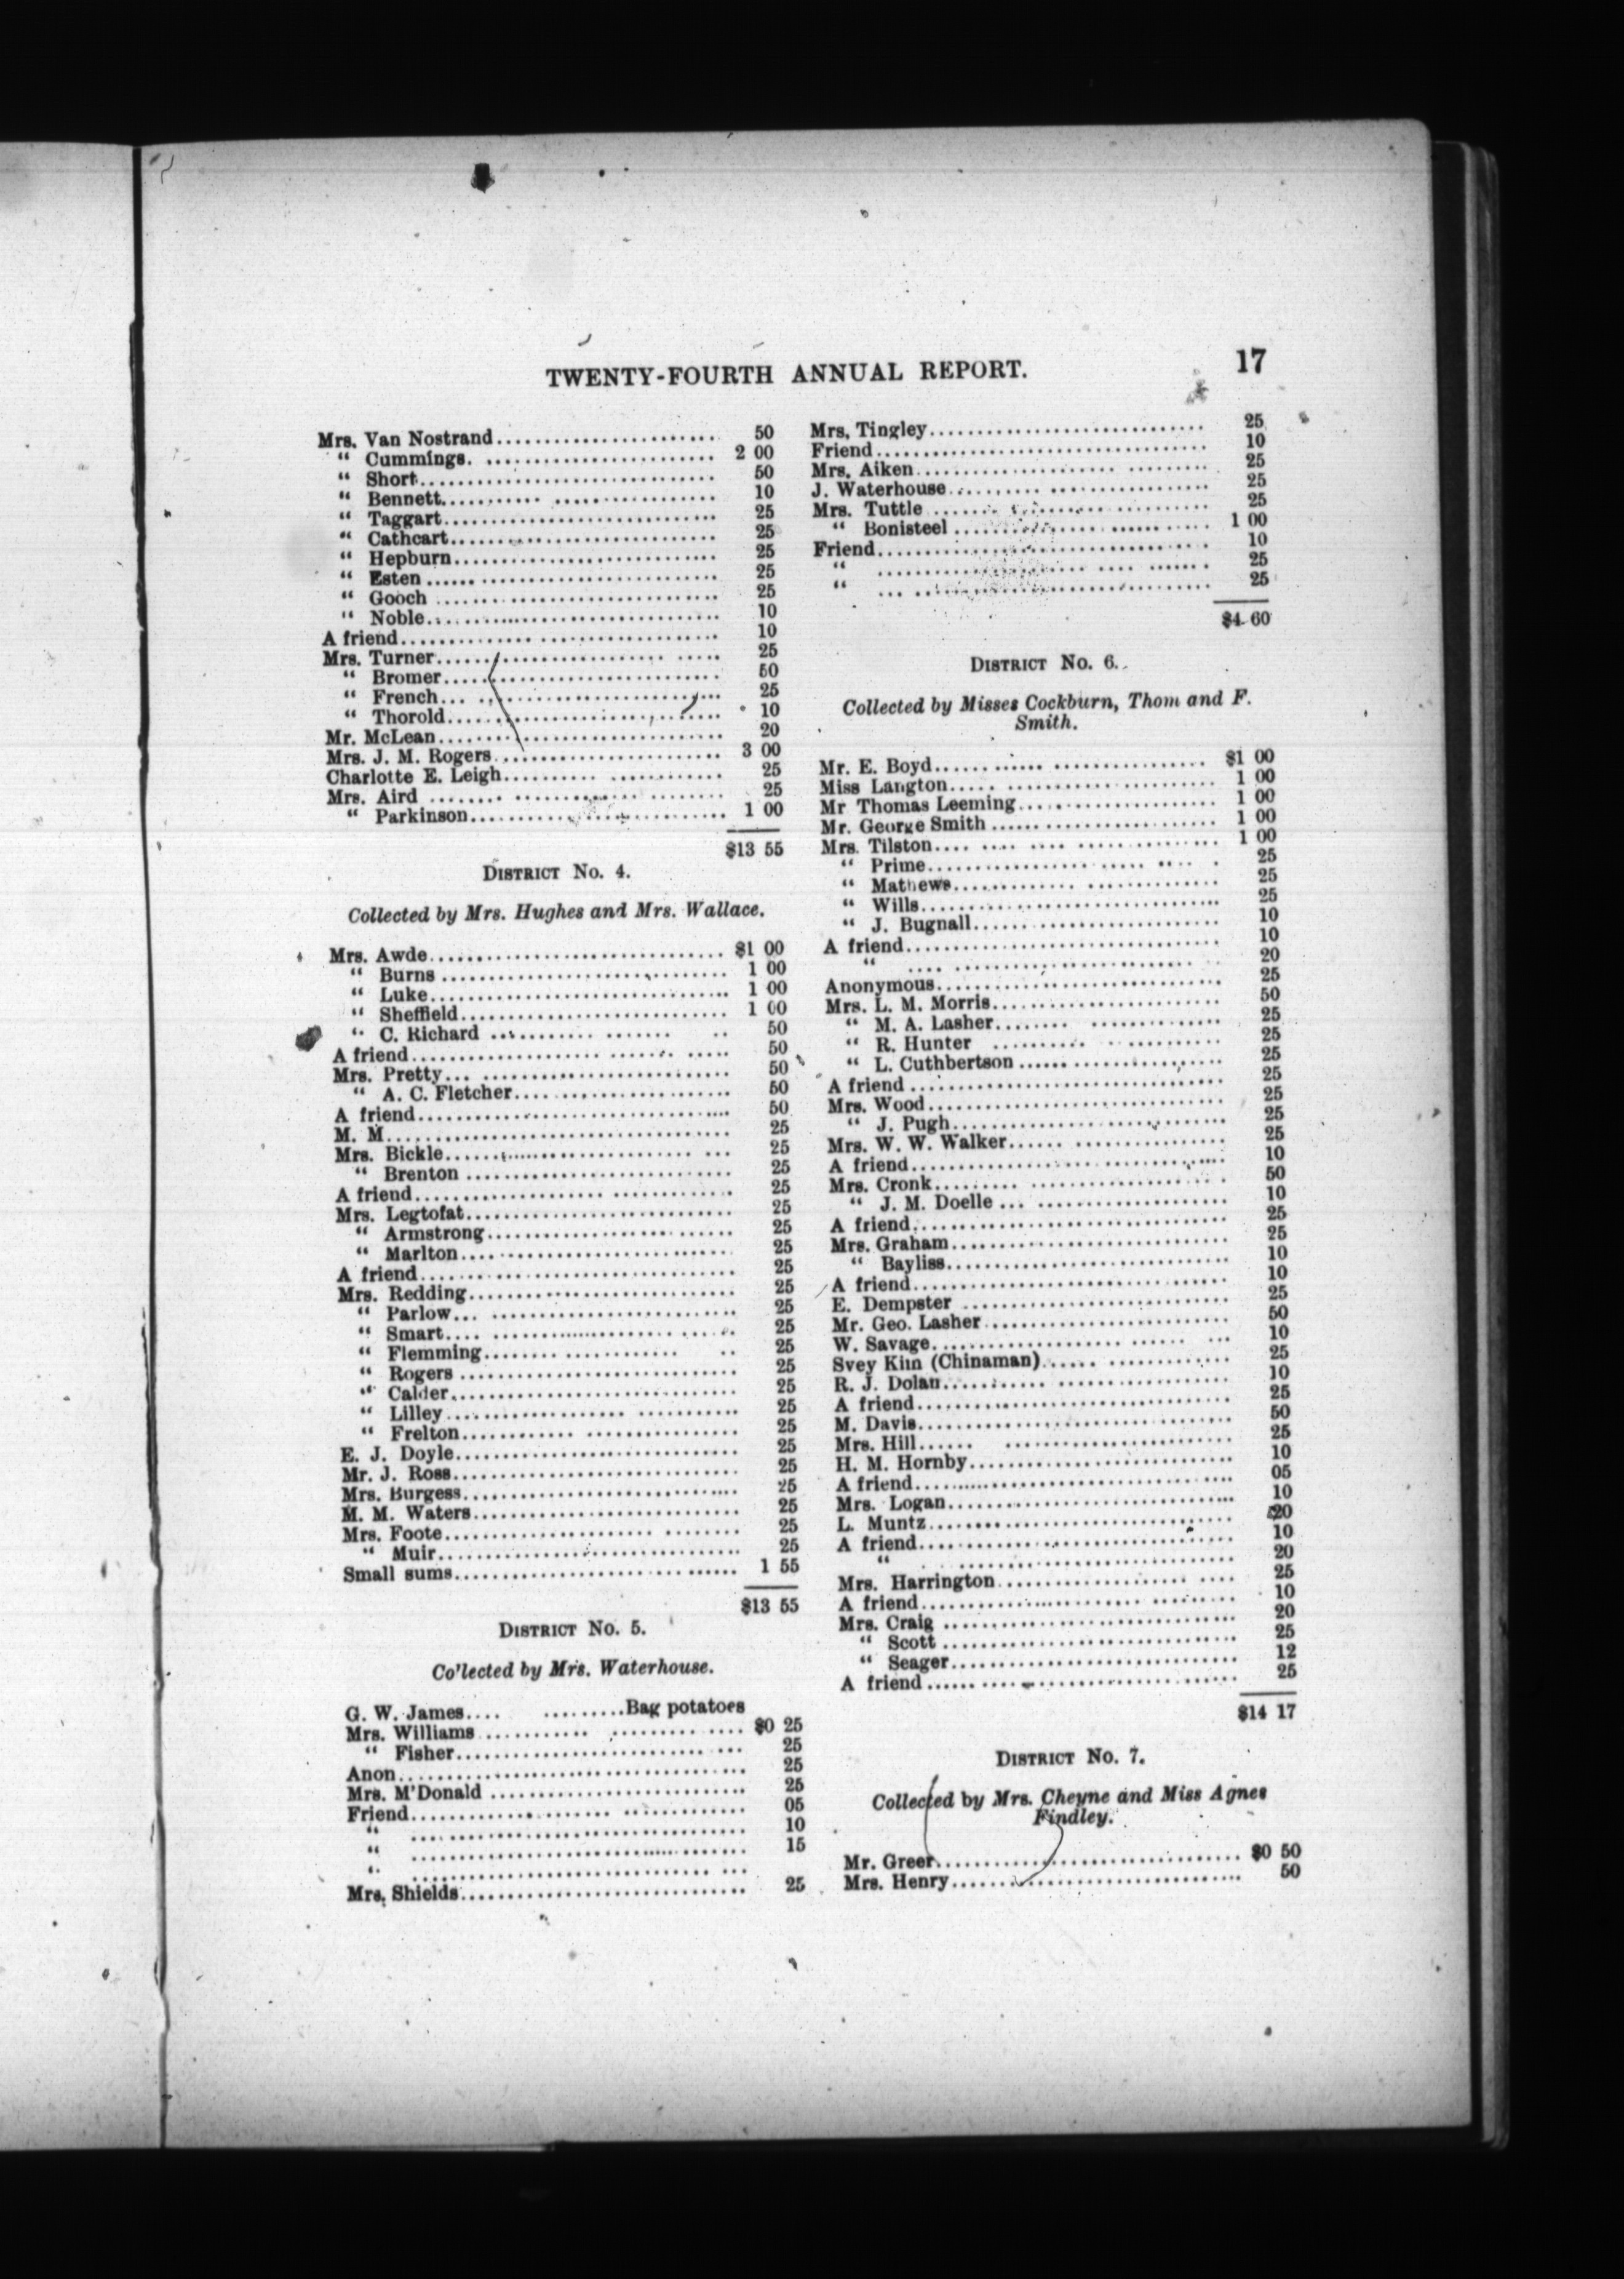 TWENTY-FOURTH ANNUAL REPORT. 17
Mrs. Van Nostrand........................ 50
“ Cummings. ........................ 2 00
“ Short................................ 50
“ Bennett........... .................. 10
“ Taggart.............................. 25
“ Cathcart............................. 25
“ Hepburn............................. 25
“ Esten ...... .......................... 25
“ Gooch ............................... 25
“ Noble................................ 10
A friend............... .................... 10
Mrs. Turner......................... ..... 25
“ Bromer............................... 50
“ French... .......................... 25
“ Thorold.............................. 10
Mr. McLean............................... 20
Mrs. J. M. Rogers......................... 3 00
Charlotte E. Leigh.......... ............ 25
Mrs. Aird ........ ............. ........ 25
“ Parkinson............................ 1 00
$13 55
DISTRICT No. 4.
Collected by Mrs. Hughes and Mrs. Wallace.
Mrs. Awde................................ $1 00
“ Burns ............................... 1 00
“ Luke................................. 1 00
“ Sheffield............................. 1 00
“ C. Richard ........... ....... .. 50
A friend.................... ....... ..... 50
Mrs. Pretty... ........................... 50
“ A. C. Fletcher........................ 50
A friend.................................. 50
M. M..................................... 25
Mrs. Bickle........................... ... 25
“ Brenton ............................. 25
A friend.................. ............. 25
Mrs. Legtofat............................. 25
“ Armstrong..................... ...... 25
“ Marlton.............................. 25
A friend.................................. 25
Mrs. Redding............................. 25
“ Parlow... ........................... 25
“ Smart.... .................... ...... 25
“ Flemming........ ............ .. 25
“ Rogers .............................. 25
“ Calder............................... 25
“ Lilley................... ........... 25
“ Frelton............ ................. 25
E. J. Doyle............................... 25
Mr. J. Ross............................... 25
Mrs. Burgess.............................. 25
M. M. Waters............................. 25
Mrs. Foote...................... ........ 25
“ Muir................................. 25
Small sums...................... ...... 1 55
$13 55
DISTRICT No. 5.
Co'lected by Mrs. Waterhouse.
G. W. James.... .........Bag potatoes
Mrs. Williams ............ .......... .... $0 25
“ Fisher........................... ... 25
Anon...................................... 25
Mrs. M'Donald ............................ 25
Friend..................... ............. 05
“ .................................... 10
“ .................................... 15
“ ................................ ...
Mrs. Shields............................... 25
Mrs. Tingley.............................. 25
Friend.................................... 10
Mrs. Aiken...................... ......... 25
J. Waterhouse.......... ................. 25
Mrs. Tuttle ....... ...................... 25
“ Bonisteel ................. ........... 1 00
Friend.................................... 10
“ ...................... .... ....... 25
“ ... ................................ 25
$4 60
DISTRICT No. 6.
Collected by Misses Cockburn, Thom and F.
Smith.
Mr. E. Boyd...... ...... ................. $1 00
Miss Langton..... ....................... 1 00
Mr Thomas Leeming...................... 1 00
Mr. George Smith ...... ................... 1 00
Mrs. Tilston.... .... .... ............... 1 00
“ Prime....................... .... . 25
“ Mathews............. ............... 25
“ Wills................................. 25
“ J. Bugnall............................ 10
A friend.................................. 10
“ .... .......................... 20
Anonymous............................... 25
Mrs. L. M. Morris......................... 50
“ M. A. Lasher........ ............... 25
“ R. Hunter .......... .......... 25
“ L. Cuthbertson ...... ................ 25
A friend .................................. 25
Mrs. Wood................................ 25
“ J. Pugh.............................. 25
Mrs. W. W. Walker...... ................. 25
A friend.................................. 10
Mrs. Cronk......... ..................... 50
“ J. M. Doelle ... ..................... 10
A friend.................................. 25
Mrs. Graham.............................. 25
“ Bayliss............................... 10
A friend.................................. 10
E. Dempster .............................. 25
Mr. Geo. Lasher........................... 50
W. Savage..................... ...... ... 10
Svey Kim (Chinaman)...... ............. 25
R. J. Dolan........... ................... 10
A friend.................................. 25
M. Davis.................................. 50
Mrs. Hill...... ......................... 25
H. M. Hornby............................. 10
A friend.................................. 05
Mrs. Logan............................... 10
L. Muntz................................. 20
A friend.................................. 10
“ .............................. 20
Mrs. Harrington..................... .... 25
A friend......................... ......... 10
Mrs. Craig ................................ 20
“ Scott ................................ 25
“ Seager............................... 12
A friend ...... ........................... 25
$14 17
DISTRICT No. 7.
Collected by Mrs. Cheyne and Miss Agnes
Findley.
Mr. Greer................................. $0 50
Mrs. Henry................................ 50